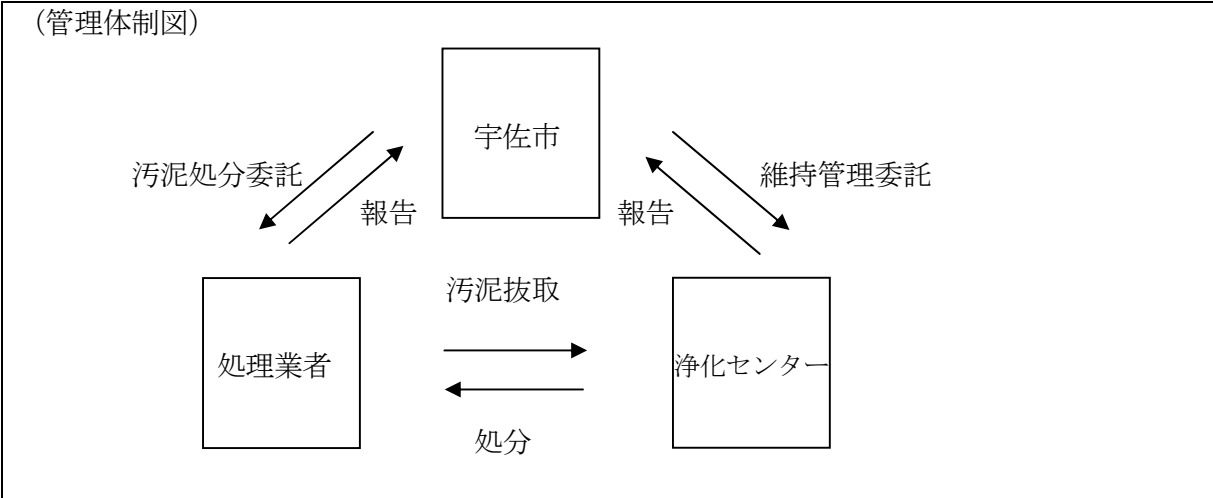 （管理体制図）
宇佐市
汚泥処分委託
維持管理委託
報告
報告
汚泥抜取
処理業者
浄化センター
処分